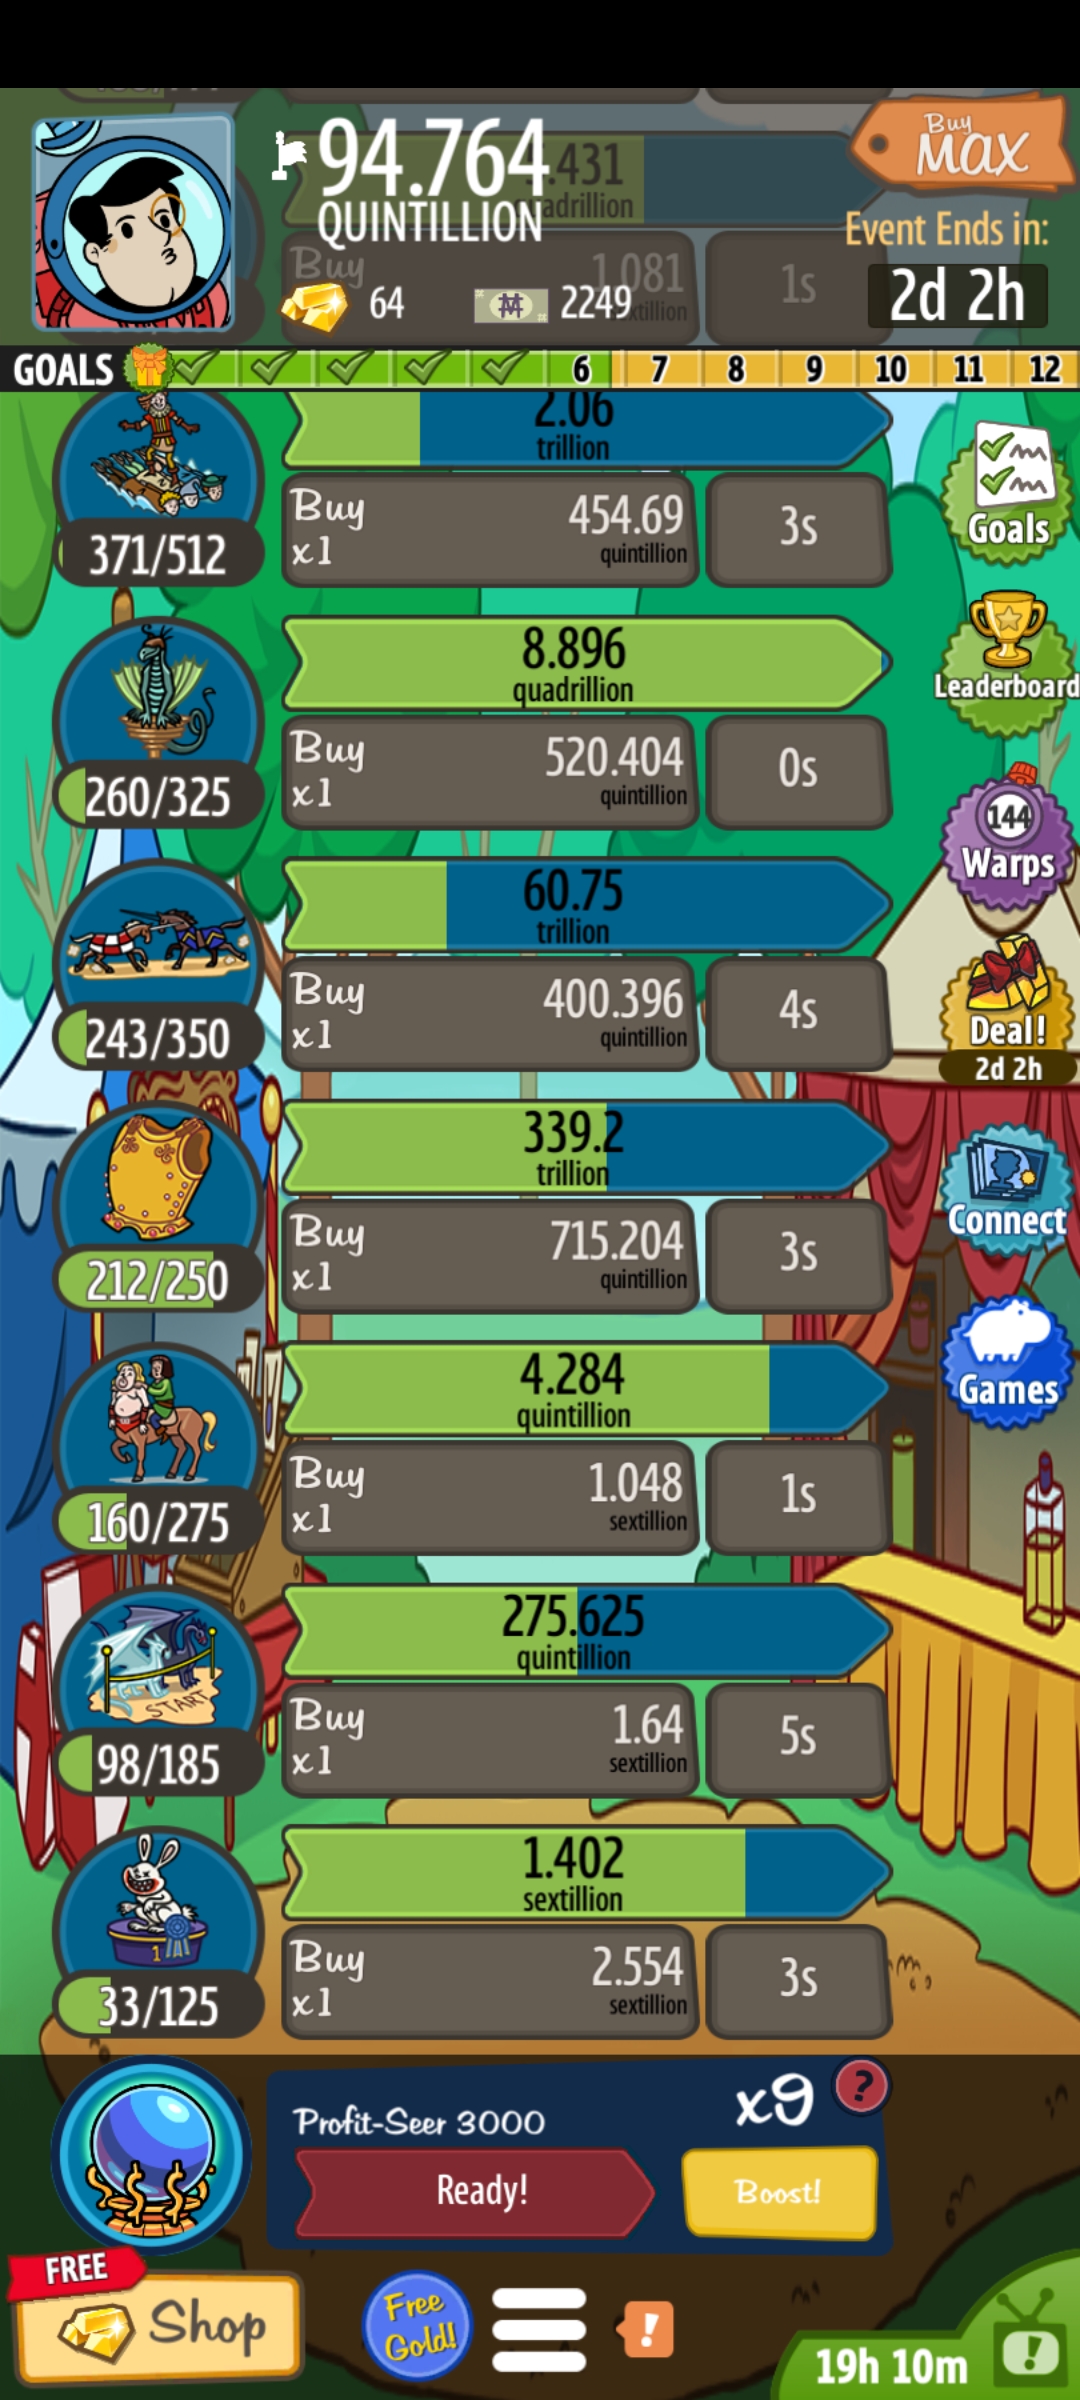 94.764
QUINTILLION
.431
Buy
MAX
Event Ends in:
2d 2h
Buy
1.081
1s
64
2249
GOALS 6 7 8 9 10 11 12
2.06
trillion
Buy
x1
454.69
quintillion
3s
371/512
Goals
8.896
quadrillion
Buy
x1
520.404
quintillion
0s
260/325
Leaderboard
60.75
trillion
Buy
x1
400.396
quintillion
4s
243/350
144
Warps
Deal!
2d 2h
339.2
trillion
Buy
x1
715.204
quintillion
3s
212/250
Connect
4.284
quintillion
Buy
x1
1.048
sextillion
1s
160/275
Games
275.625
quintillion
Buy
x1
1.64
sextillion
5s
98/185
START
1.402
sextillion
Buy
x1
2.554
sextillion
3s
33/125
1
Profit-Seer 3000
x9
?
Ready!
Boost!
FREE
Shop
Free
Gold!
!
19h 10m
!